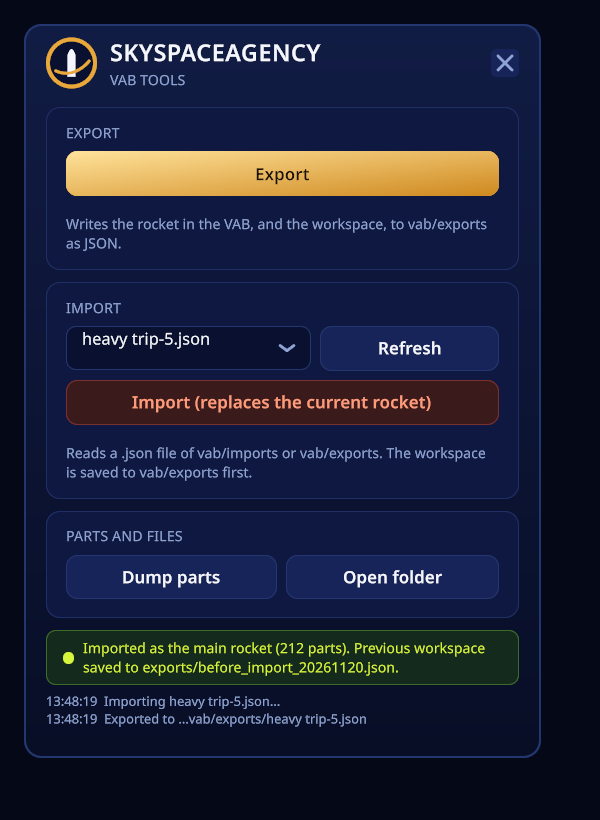 SKYSPACEAGENCY
VAB TOOLS
EXPORT
Export
Writes the rocket in the VAB, and the workspace, to vab/exports
as JSON.
IMPORT
heavy trip-5.json
Refresh
Import (replaces the current rocket)
Reads a .json file of vab/imports or vab/exports. The workspace
is saved to vab/exports first.
PARTS AND FILES
Dump parts
Open folder
Imported as the main rocket (212 parts). Previous workspace
saved to exports/before_import_20261120.json.
13:48:19 Importing heavy trip-5.json...
13:48:19 Exported to ...vab/exports/heavy trip-5.json